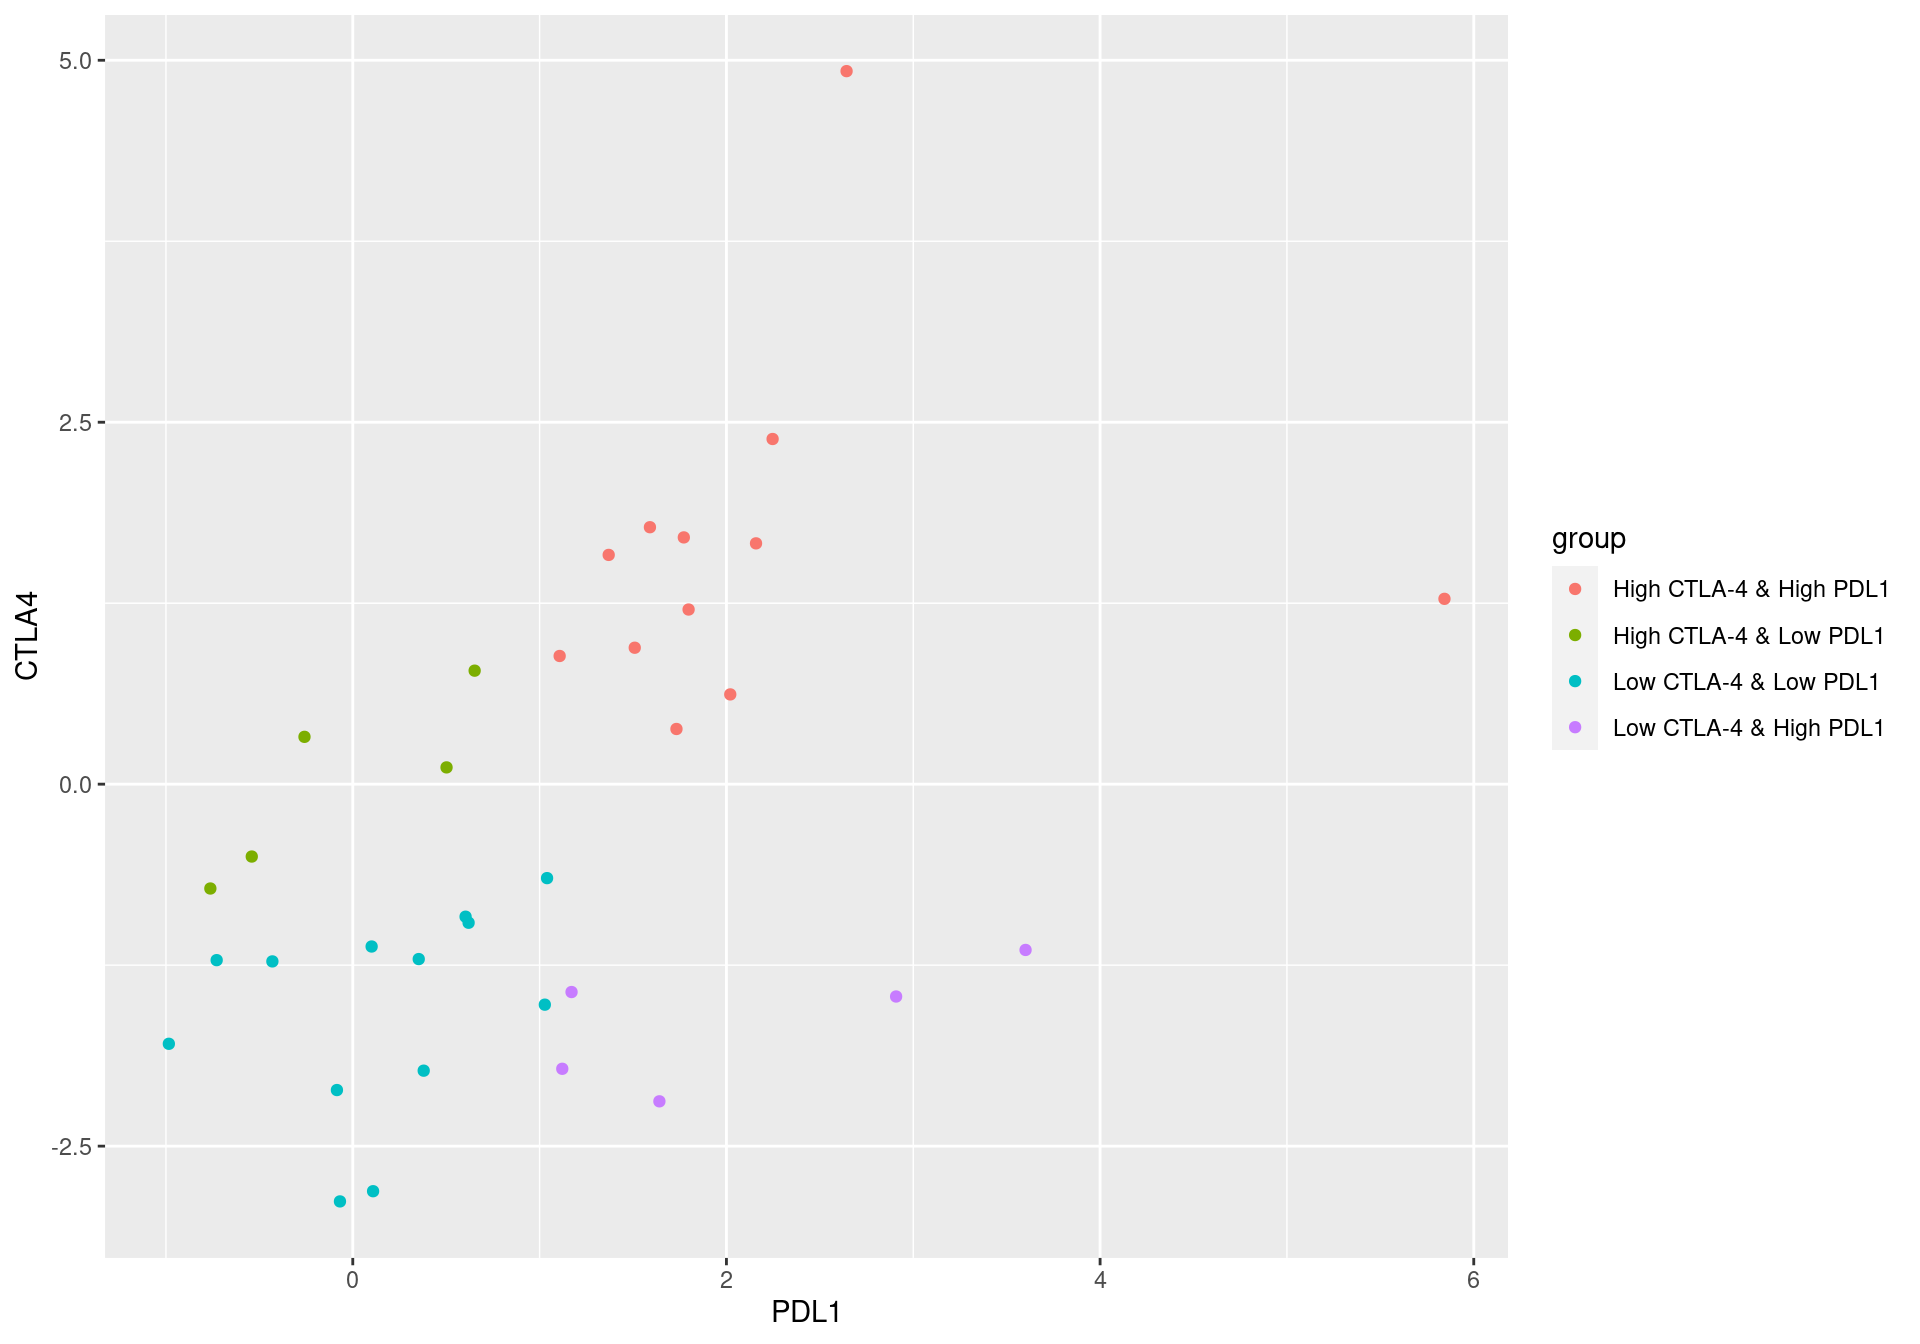 5.0
2.5
0.0
-2.5
CTLA4
0
2
4
6
PDL1
group
High CTLA-4 & High PDL1
High CTLA-4 & Low PDL1
Low CTLA-4 & Low PDL1
Low CTLA-4 & High PDL1